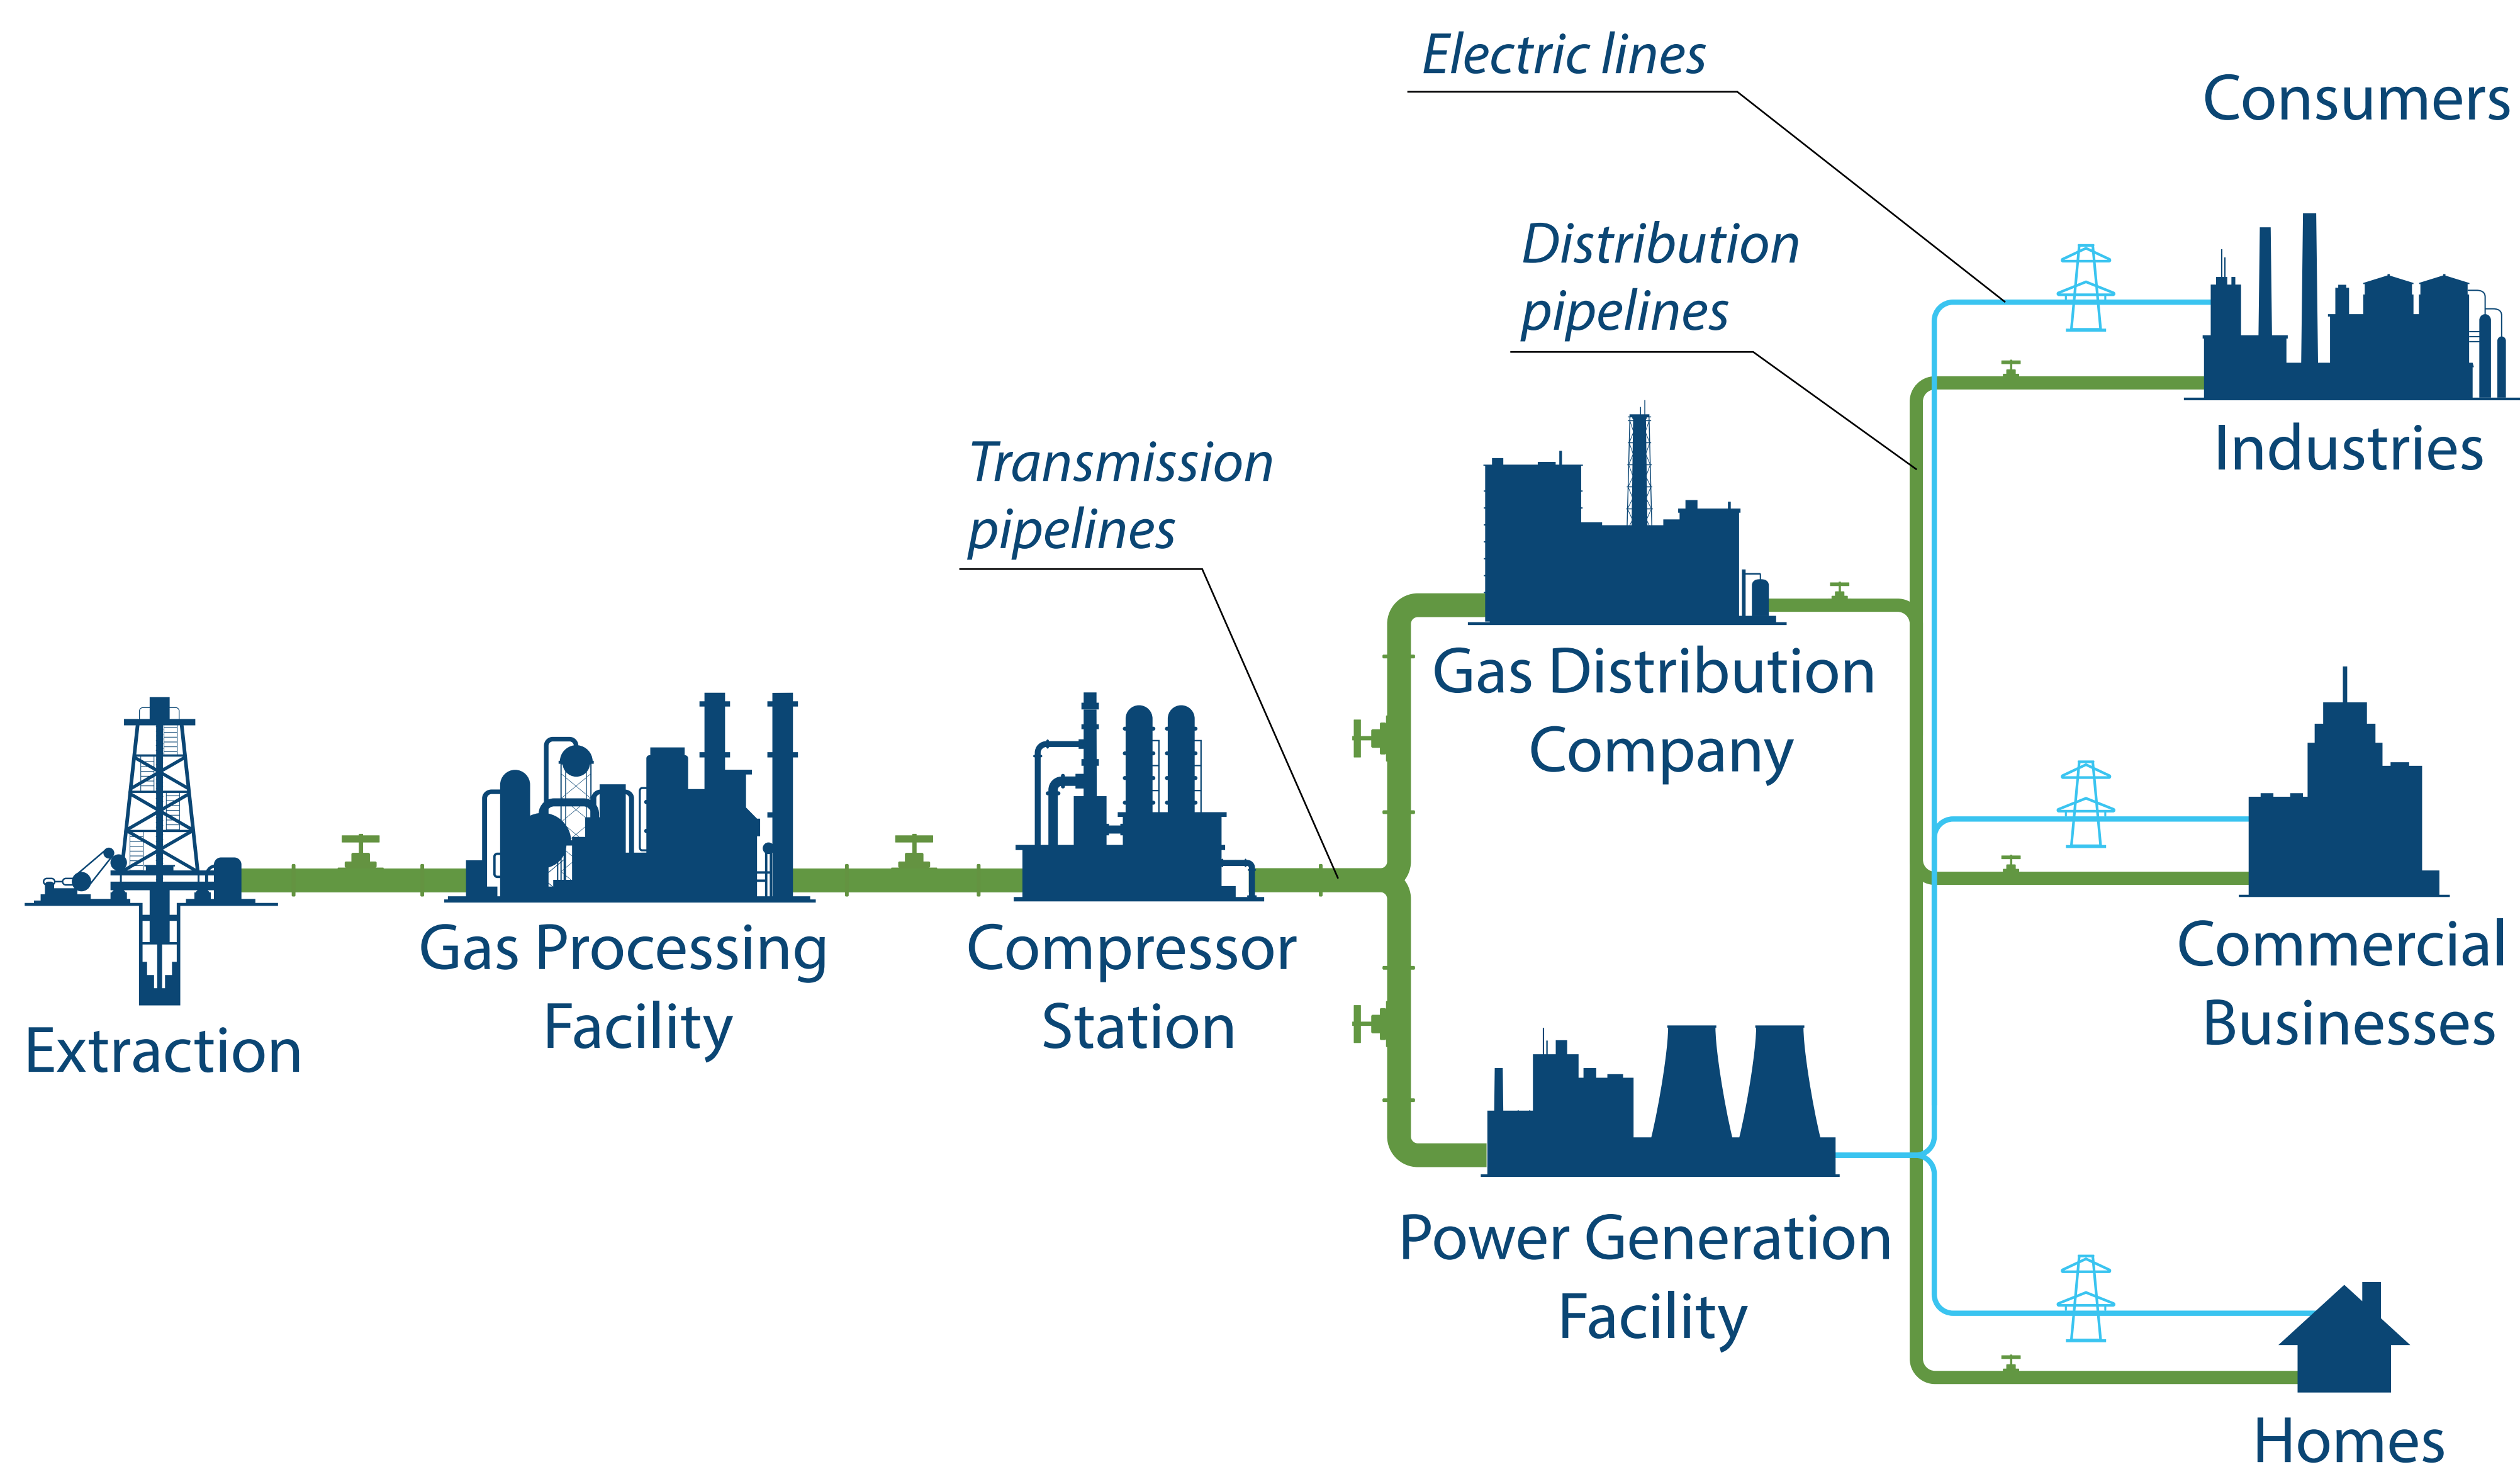 Electric lines
Consumers
Distribution
pipelines
Industries
Transmission
pipelines
Gas Distribution
Company
Gas Processing
Facility
Compressor
Station
Extraction
Commercial
Businesses
Power Generation
Facility
Homes